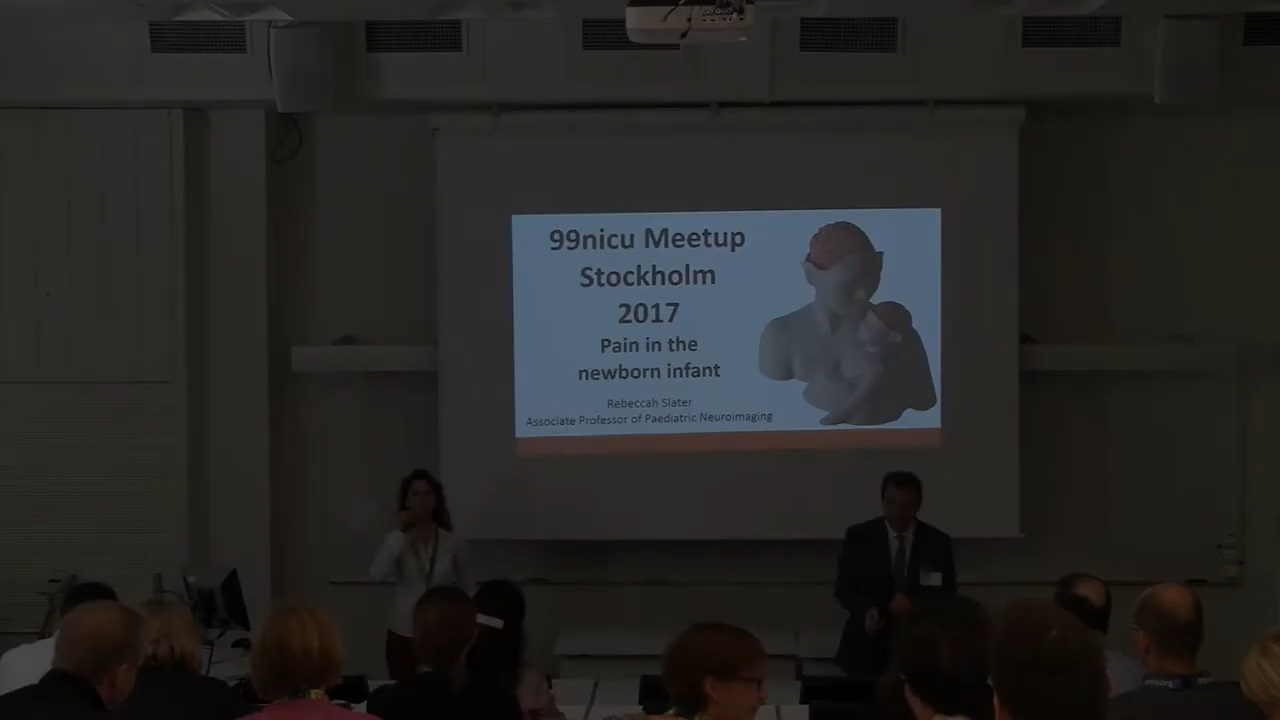 99nicu Meetup
Stockholm
2017
Pain in the
newborn infant
Rebeccah Slater
Associate Professor of Paediatric Neuroimaging